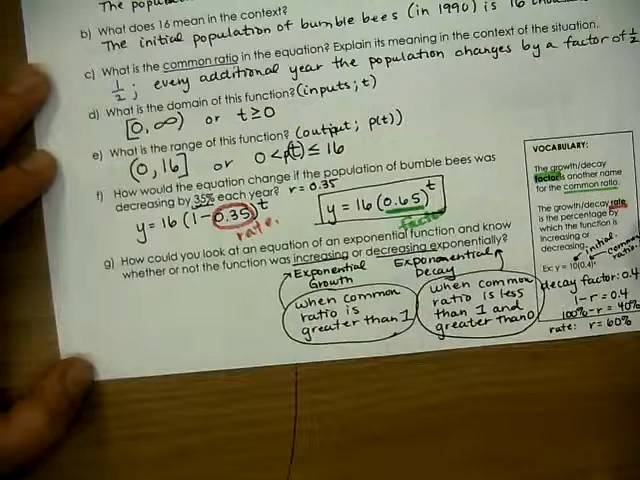 The popul
b) What does 16 mean in the context?
The initial population of bumble bees (in 1990) is 16
c) What is the common ratio in the equation? Explain its meaning in the context of the situation.
1/2 ; every additional year the population changes by a factor of 1/2
d) What is the domain of this function? (inputs; t)
[0, ∞) or t ≥ 0
e) What is the range of this function? (output; p(t))
(0, 16] or 0 < p(t) ≤ 16
f) How would the equation change if the population of bumble bees was
decreasing by 35% each year? r = 0.35
y = 16 (1 - 0.35)^t y = 16 (0.65)^t
rate. factor
g) How could you look at an equation of an exponential function and know
whether or not the function was increasing or decreasing exponentially?
Exponential Growth
when common
ratio is
greater than 1
Exponential Decay
when common
ratio is less
than 1 and
greater than 0
VOCABULARY:
The growth/decay
factor is another name
for the common ratio.
The growth/decay rate
is the percentage by
which the function is
increasing or
decreasing.
initial.
Ex: y = 10(0.4)^x common ratio.
decay factor: 0.4
1 - r = 0.4
100% - r = 40%
rate: r = 60%